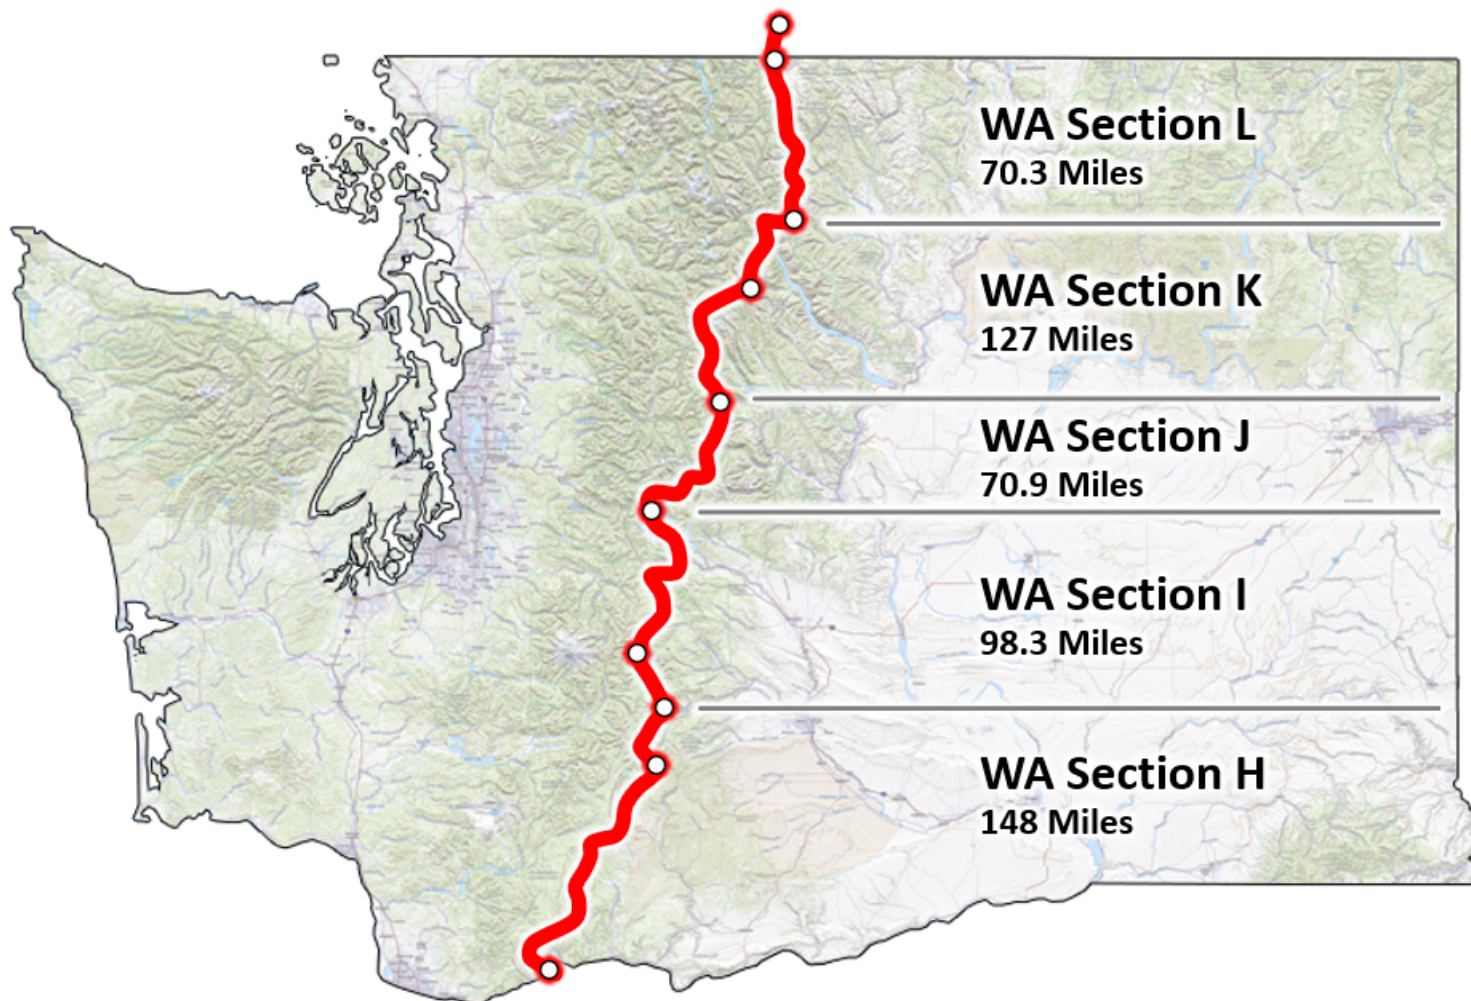 WA Section L
70.3 Miles
WA Section K
127 Miles
WA Section J
70.9 Miles
WA Section I
98.3 Miles
WA Section H
148 Miles